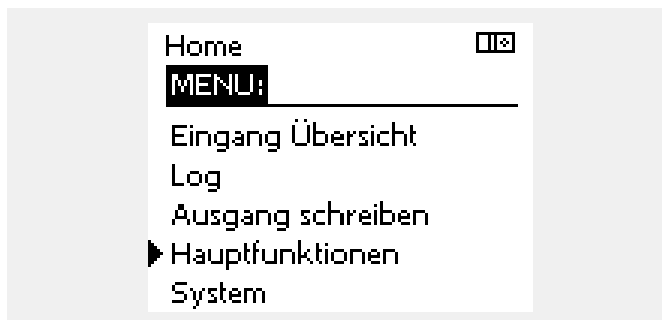 Home
MENU:
Eingang Übersicht
Log
Ausgang schreiben
Hauptfunktionen
System